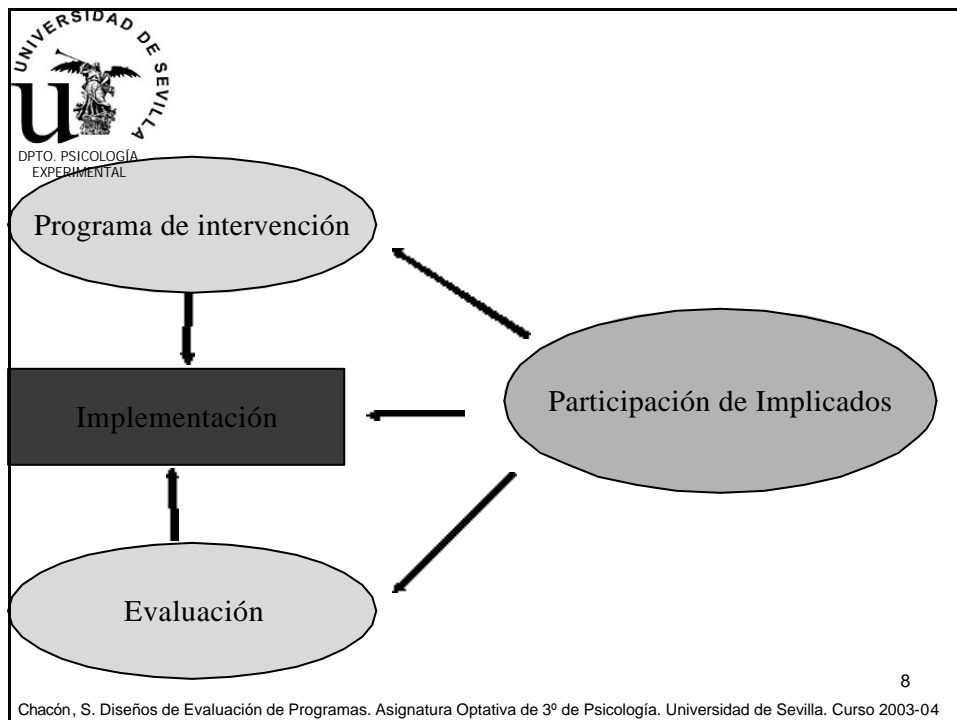 UNIVERSIDAD DE SEVILLA
u
DPTO. PSICOLOGÍA
EXPERIMENTAL
Programa de intervención
Implementación
Participación de Implicados
Evaluación
8
Chacón, S. Diseños de Evaluación de Programas. Asignatura Optativa de 3º de Psicología. Universidad de Sevilla. Curso 2003-04